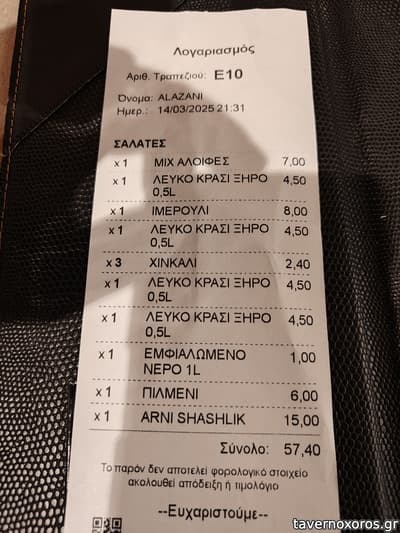 Λογαριασμός
Αριθ. Τραπεζιού: E10
Όνομα: ALAZANI
Ημερ.: 14/03/2025 21:31
ΣΑΛΑΤΕΣ
x 1 ΜΙΧ ΑΛΟΙΦΕΣ 7,00
x 1 ΛΕΥΚΟ ΚΡΑΣΙ ΞΗΡΟ 4,50
0,5L
x 1 ΙΜΕΡΟΥΛΙ 8,00
x 1 ΛΕΥΚΟ ΚΡΑΣΙ ΞΗΡΟ 4,50
0,5L
x 3 ΧΙΝΚΑΛΙ 2,40
x 1 ΛΕΥΚΟ ΚΡΑΣΙ ΞΗΡΟ 4,50
0,5L
x 1 ΛΕΥΚΟ ΚΡΑΣΙ ΞΗΡΟ 4,50
0,5L
x 1 ΕΜΦΙΑΛΩΜΕΝΟ 1,00
ΝΕΡΟ 1L
x 1 ΠΙΛΜΕΝΙ 6,00
x 1 ARNI SHASHLIK 15,00
Σύνολο: 57,40
Το παρόν δεν αποτελεί φορολογικό στοιχείο
ακολουθεί απόδειξη ή τιμολόγιο
--Ευχαριστούμε--
www.tavernoxoros.gr